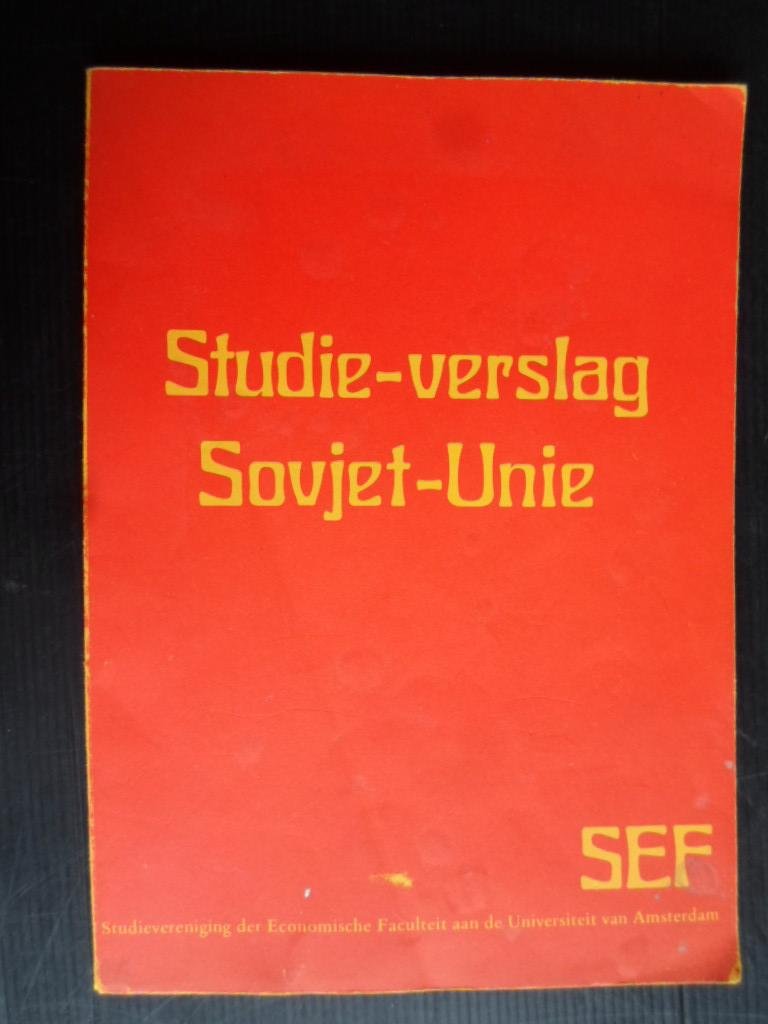 Studie-verslag
Sovjet-Unie
SEF
Studievereniging der Economische Faculteit aan de Universiteit van Amsterdam